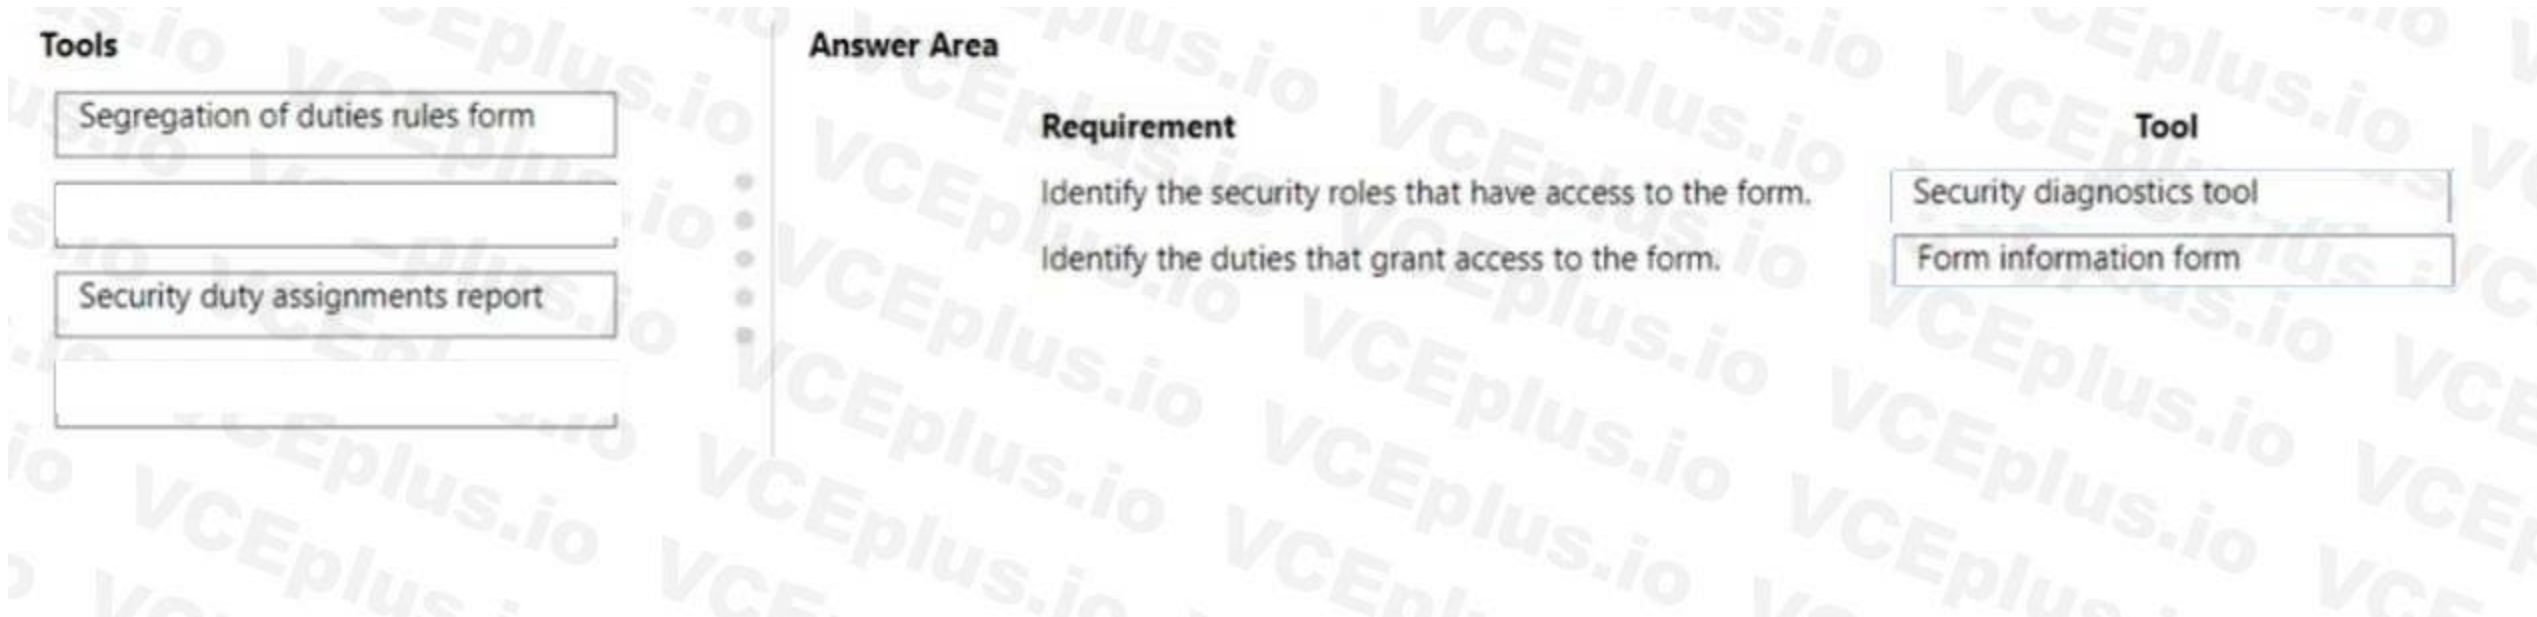 Tools
Segregation of duties rules form
Security duty assignments report
Answer Area
Requirement
Tool
Identify the security roles that have access to the form.
Security diagnostics tool
Identify the duties that grant access to the form.
Form information form
VCEplus.io